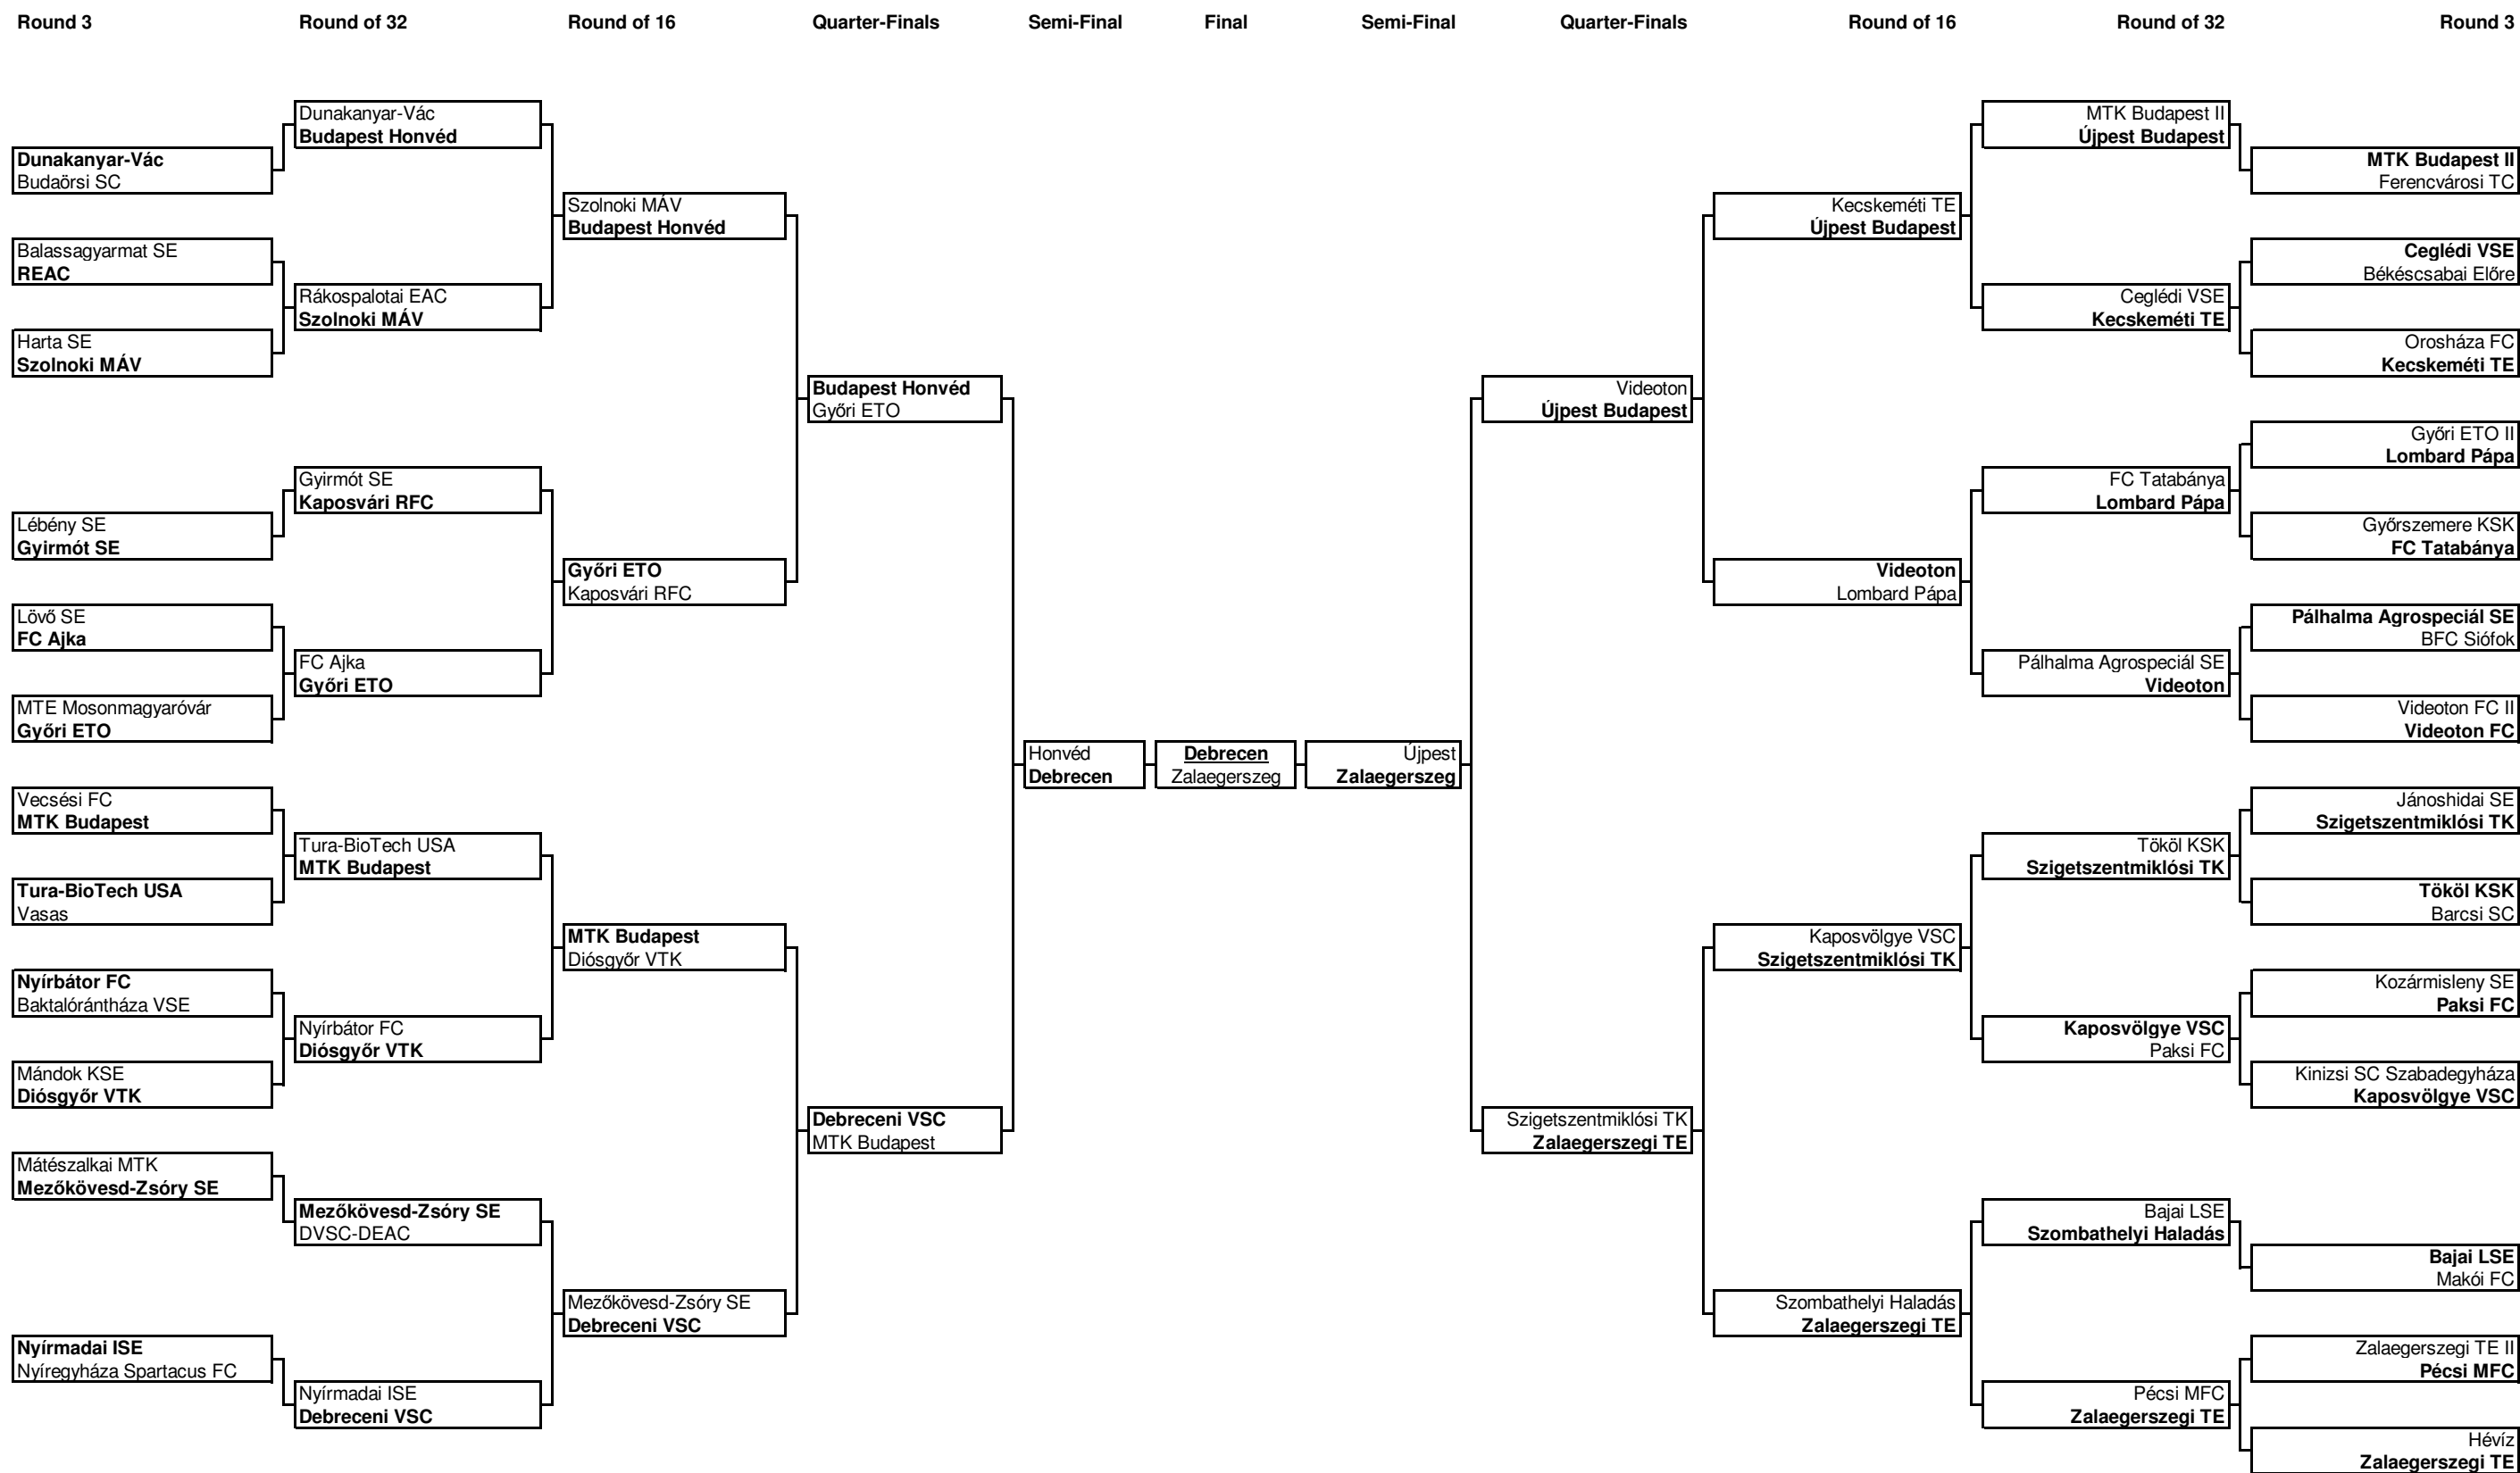 Round 3
Round of 32
Round of 16
Quarter-Finals
Semi-Final
Final
Semi-Final
Quarter-Finals
Round of 16
Round of 32
Round 3
Dunakanyar-Vác
Budaörsi SC
Balassagyarmat SE
REAC
Harta SE
Szolnoki MÁV
Lébény SE
Gyirmót SE
Lövő SE
FC Ajka
MTE Mosonmagyaróvár
Győri ETO
Vecsési FC
MTK Budapest
Tura-BioTech USA
Vasas
Nyírbátor FC
Baktalórántháza VSE
Mándok KSE
Diósgyőr VTK
Mátészalkai MTK
Mezőkövesd-Zsóry SE
Nyírmadai ISE
Nyíregyháza Spartacus FC
Dunakanyar-Vác
Budapest Honvéd
Rákospalotai EAC
Szolnoki MÁV
Gyirmót SE
Kaposvári RFC
FC Ajka
Győri ETO
Tura-BioTech USA
MTK Budapest
Nyírbátor FC
Diósgyőr VTK
Mezőkövesd-Zsóry SE
DVSC-DEAC
Nyírmadai ISE
Debreceni VSC
Szolnoki MÁV
Budapest Honvéd
Győri ETO
Kaposvári RFC
MTK Budapest
Diósgyőr VTK
Mezőkövesd-Zsóry SE
Debreceni VSC
Budapest Honvéd
Győri ETO
Debreceni VSC
MTK Budapest
Honvéd
Debrecen
Debrecen
Zalaegerszeg
Újpest
Zalaegerszeg
Videoton
Újpest Budapest
Szigetszentmiklósi TK
Zalaegerszegi TE
Kecskeméti TE
Újpest Budapest
Videoton
Lombard Pápa
Kaposvölgye VSC
Szigetszentmiklósi TK
Szombathelyi Haladás
Zalaegerszegi TE
MTK Budapest II
Újpest Budapest
Ceglédi VSE
Kecskeméti TE
FC Tatabánya
Lombard Pápa
Pálhalma Agrospeciál SE
Videoton
Tököl KSK
Szigetszentmiklósi TK
Kaposvölgye VSC
Paksi FC
Bajai LSE
Szombathelyi Haladás
Pécsi MFC
Zalaegerszegi TE
MTK Budapest II
Ferencvárosi TC
Ceglédi VSE
Békéscsabai Előre
Orosháza FC
Kecskeméti TE
Győri ETO II
Lombard Pápa
Győrszemere KSK
FC Tatabánya
Pálhalma Agrospeciál SE
BFC Siófok
Videoton FC II
Videoton FC
Jánoshidai SE
Szigetszentmiklósi TK
Tököl KSK
Barcsi SC
Kozármisleny SE
Paksi FC
Kinizsi SC Szabadegyháza
Kaposvölgye VSC
Bajai LSE
Makói FC
Zalaegerszegi TE II
Pécsi MFC
Hévíz
Zalaegerszegi TE